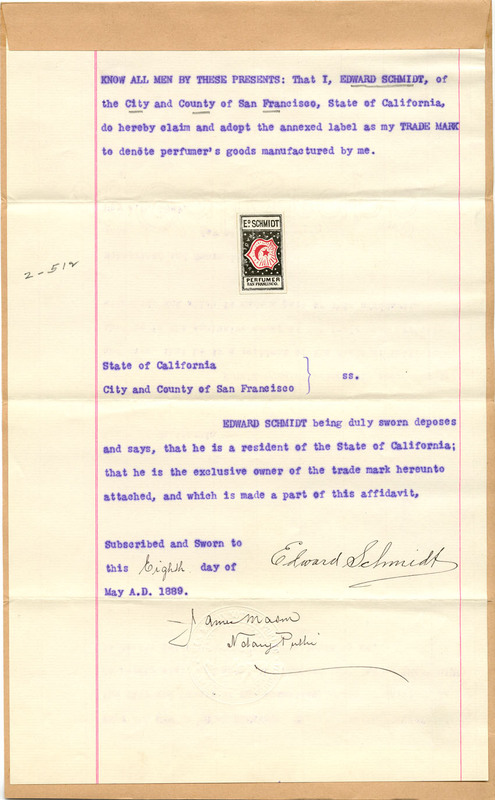 KNOW ALL MEN BY THESE PRESENTS: That I, EDWARD SCHMIDT, of
the City and County of San Francisco, State of California,
do hereby claim and adopt the annexed label as my TRADE MARK
to denote perfumer's goods manufactured by me.
ED SCHMIDT
PERFUMER
SAN FRANCISCO.
2-512
State of California
City and County of San Francisco } ss.
EDWARD SCHMIDT being duly sworn deposes
and says, that he is a resident of the State of California;
that he is the exclusive owner of the trade mark hereunto
attached, and which is made a part of this affidavit,
Subscribed and Sworn to
this Eighth day of
May A.D. 1889.
Edward Schmidt
James Mason
Notary Public